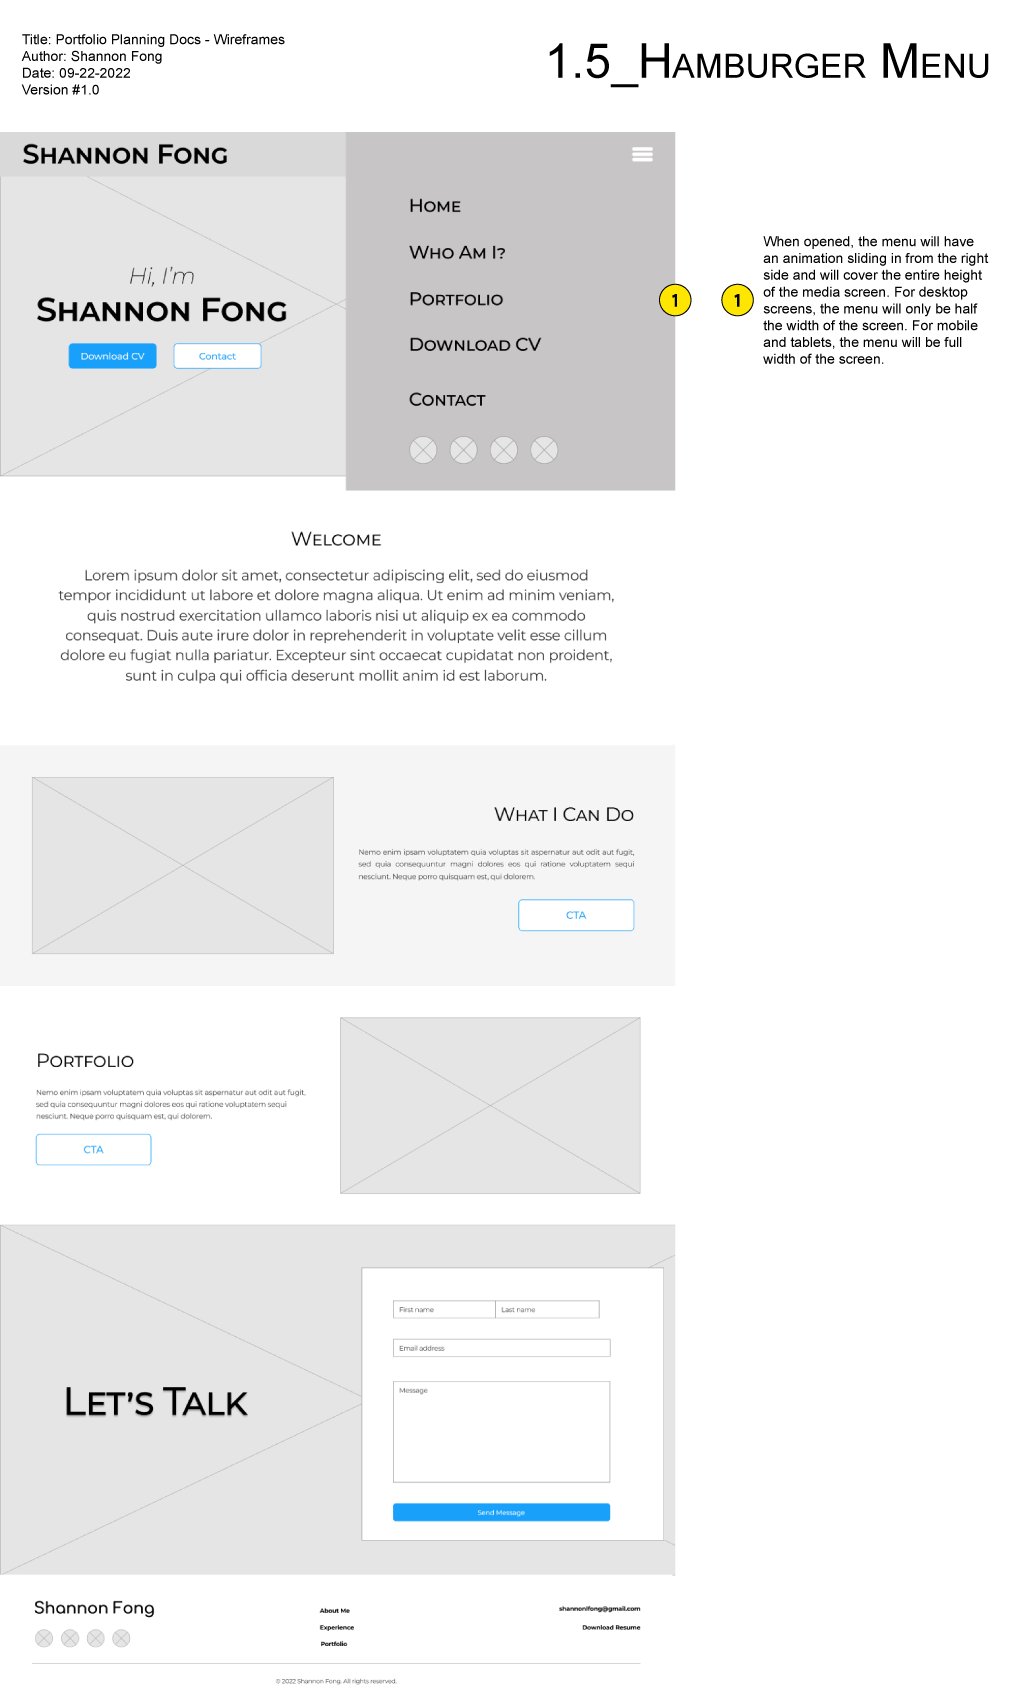 Title: Portfolio Planning Docs - Wireframes
Author: Shannon Fong
Date: 09-22-2022
Version #1.0
1.5_Hamburger Menu
Shannon Fong
Hi, I'm
Shannon Fong
Download CV
Contact
Home
Who Am I?
Portfolio
Download CV
Contact
1
1
When opened, the menu will have
an animation sliding in from the right
side and will cover the entire height
of the media screen. For desktop
screens, the menu will only be half
the width of the screen. For mobile
and tablets, the menu will be full
width of the screen.
Welcome
Lorem ipsum dolor sit amet, consectetur adipiscing elit, sed do eiusmod
tempor incididunt ut labore et dolore magna aliqua. Ut enim ad minim veniam,
quis nostrud exercitation ullamco laboris nisi ut aliquip ex ea commodo
consequat. Duis aute irure dolor in reprehenderit in voluptate velit esse cillum
dolore eu fugiat nulla pariatur. Excepteur sint occaecat cupidatat non proident,
sunt in culpa qui officia deserunt mollit anim id est laborum.
What I Can Do
Nemo enim ipsam voluptatem quia voluptas sit aspernatur aut odit aut fugit,
sed quia consequuntur magni dolores eos qui ratione voluptatem sequi
nesciunt. Neque porro quisquam est, qui dolorem.
CTA
Portfolio
Nemo enim ipsam voluptatem quia voluptas sit aspernatur aut odit aut fugit,
sed quia consequuntur magni dolores eos qui ratione voluptatem sequi
nesciunt. Neque porro quisquam est, qui dolorem.
CTA
Let's Talk
First name
Last name
Email address
Message
Send Message
Shannon Fong
About Me
Experience
Portfolio
shannonlfong@gmail.com
Download Resume
© 2022 Shannon Fong. All rights reserved.